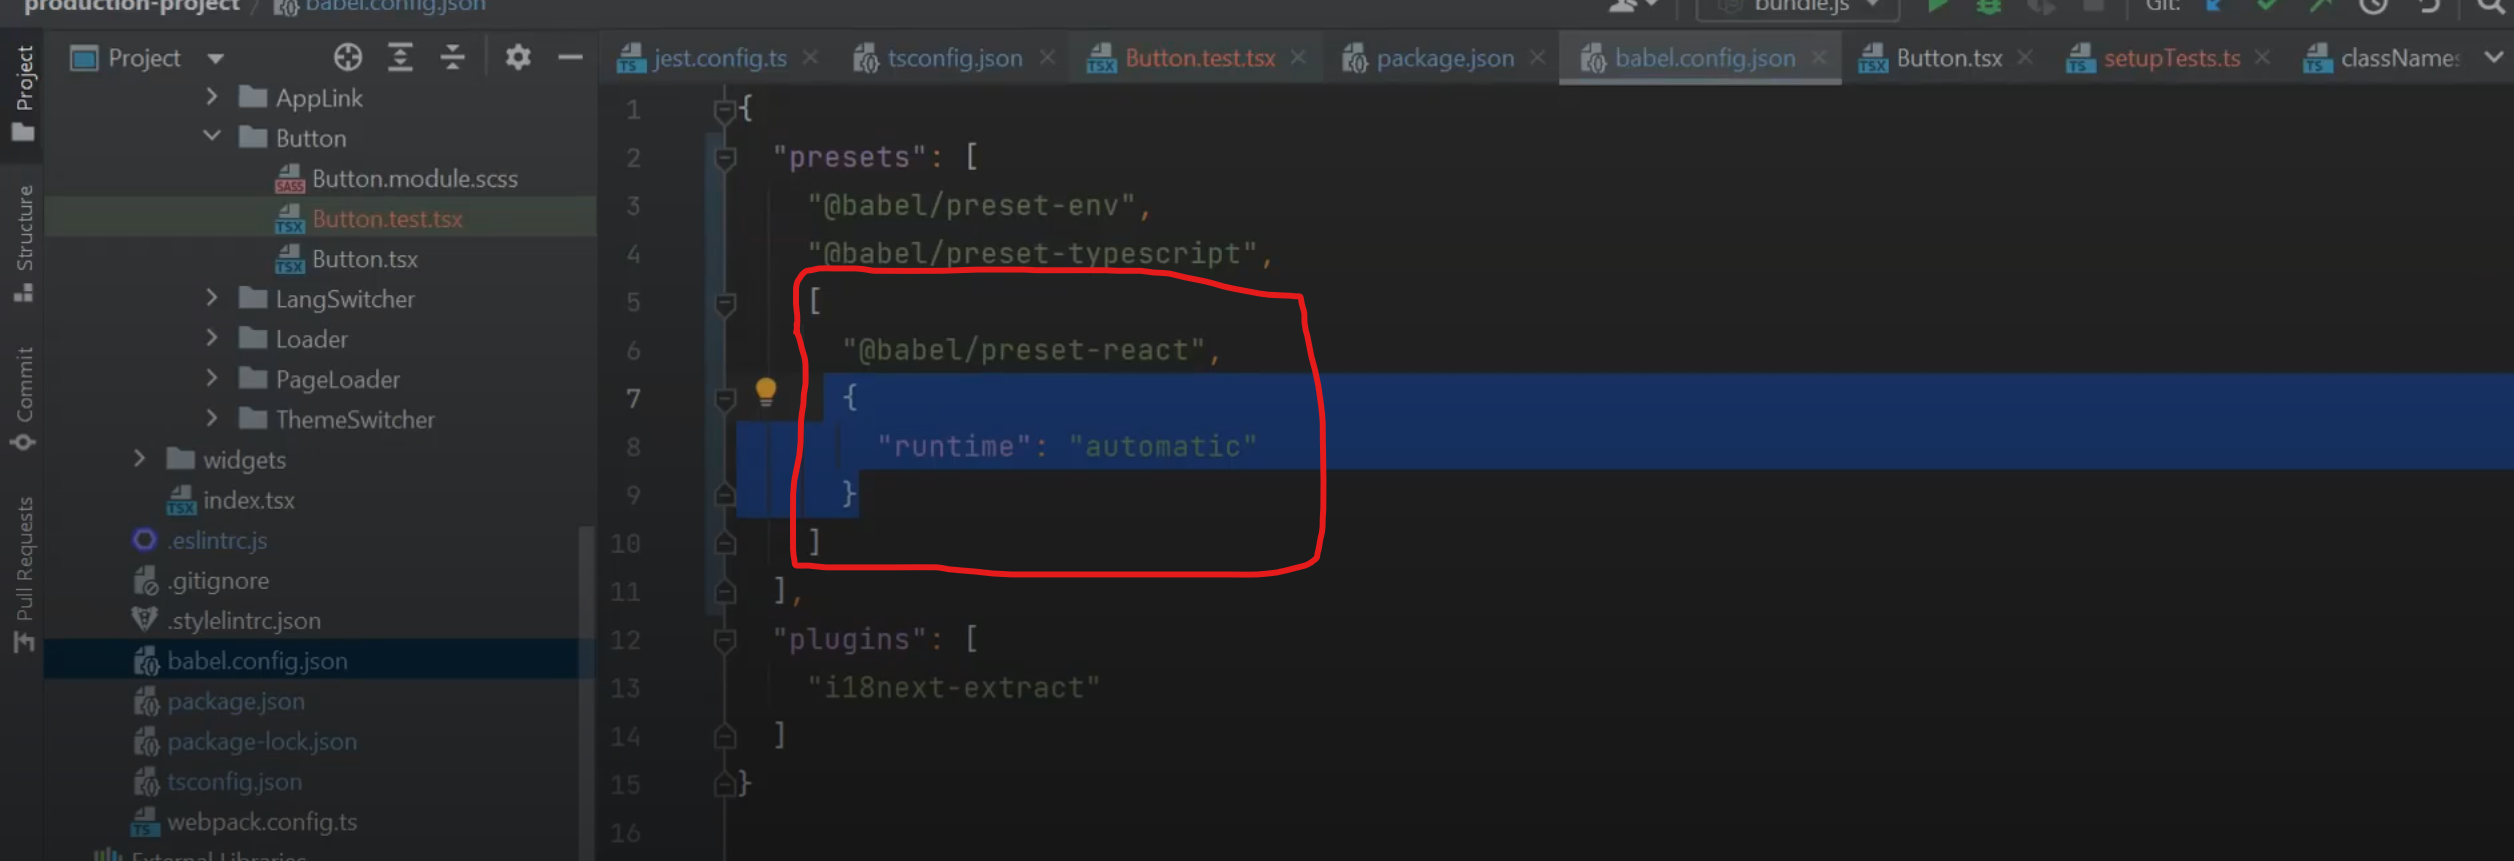 production-project / babel.config.json
bundle.js
Git:
Project
jest.config.ts
tsconfig.json
Button.test.tsx
package.json
babel.config.json
Button.tsx
setupTests.ts
classNames
Project
Structure
Commit
Pull Requests
AppLink
Button
Button.module.scss
Button.test.tsx
Button.tsx
LangSwitcher
Loader
PageLoader
ThemeSwitcher
widgets
index.tsx
.eslintrc.js
.gitignore
.stylelintrc.json
babel.config.json
package.json
package-lock.json
tsconfig.json
webpack.config.ts
External Libraries
1 {
2 "presets": [
3 "@babel/preset-env",
4 "@babel/preset-typescript",
5 [
6 "@babel/preset-react",
7 {
8 "runtime": "automatic"
9 }
10 ]
11 ],
12 "plugins": [
13 "i18next-extract"
14 ]
15 }
16